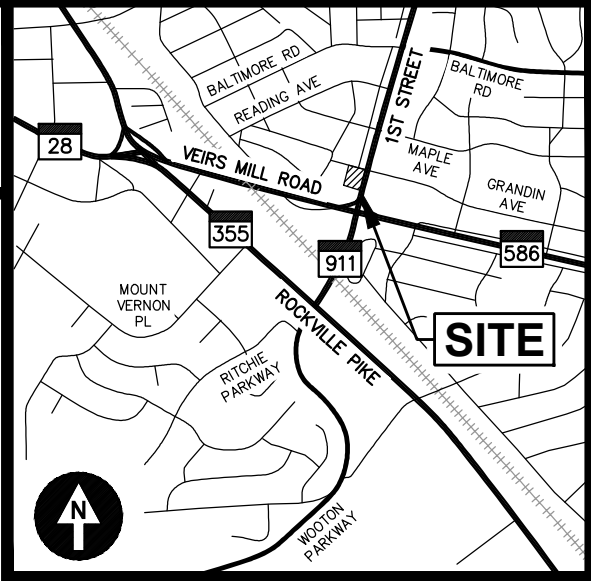 BALTIMORE RD
READING AVE
1ST STREET
BALTIMORE
RD
28
VEIRS MILL ROAD
MAPLE
AVE
GRANDIN
AVE
355
911
586
MOUNT
VERNON
PL
ROCKVILLE PIKE
SITE
RITCHIE
PARKWAY
N
WOOTON
PARKWAY